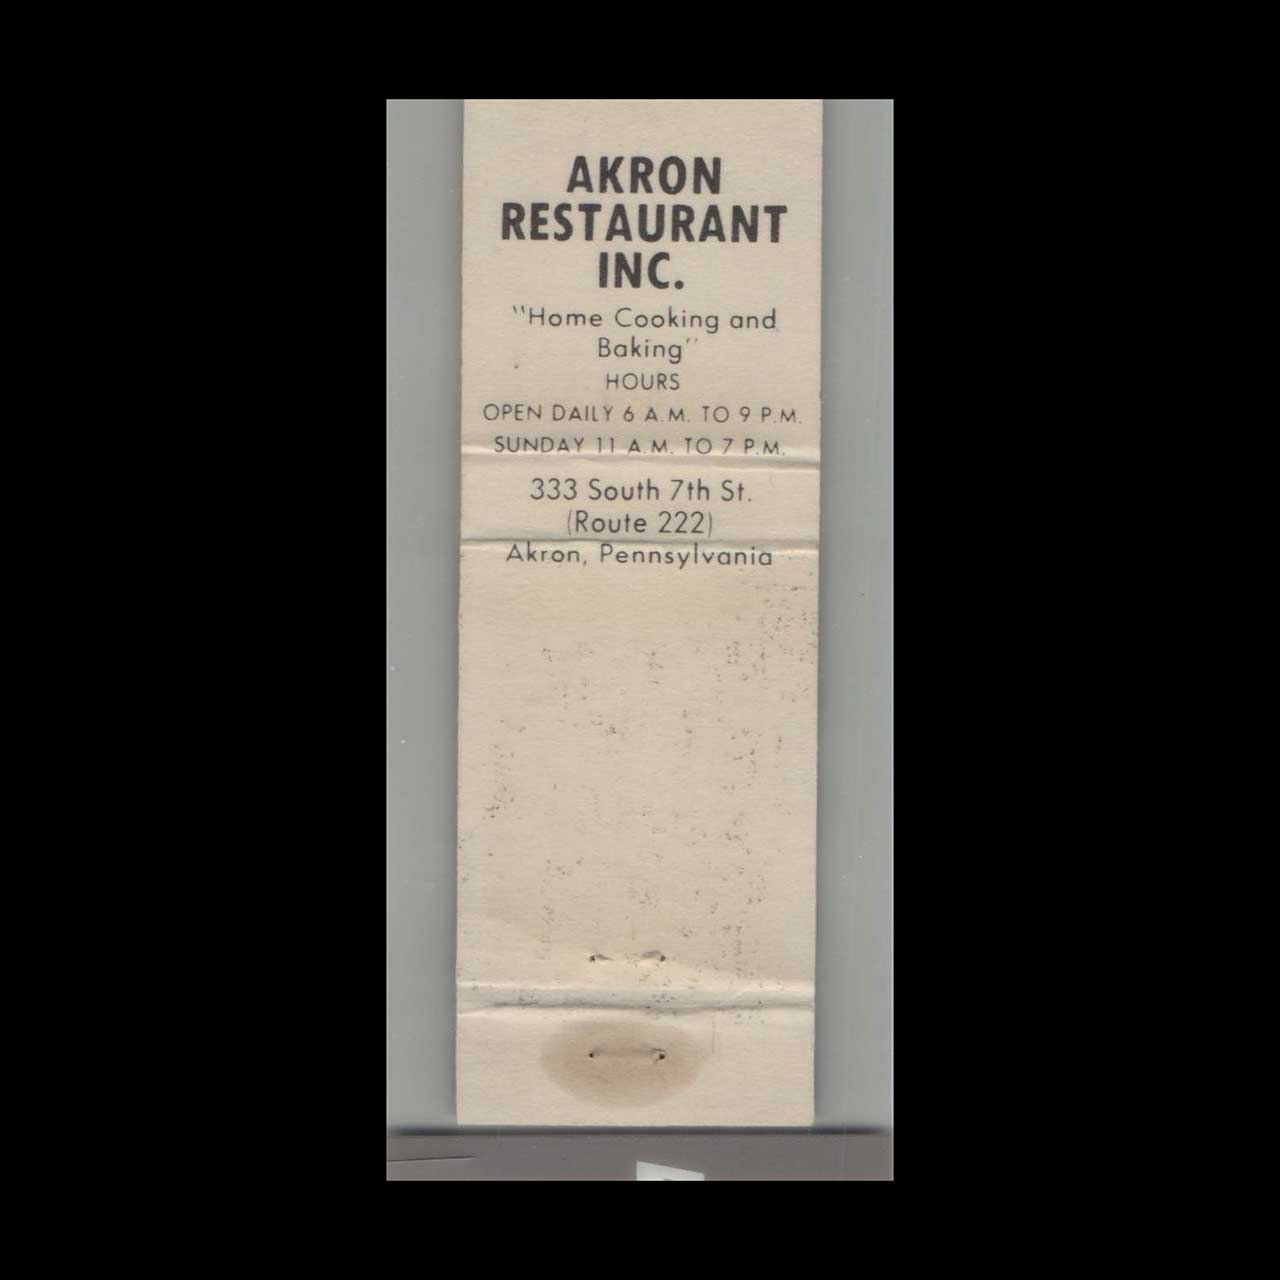 AKRON
RESTAURANT
INC.
"Home Cooking and
Baking"
HOURS
OPEN DAILY 6 A.M. TO 9 P.M.
SUNDAY 11 A.M. TO 7 P.M.
333 South 7th St.
(Route 222)
Akron, Pennsylvania